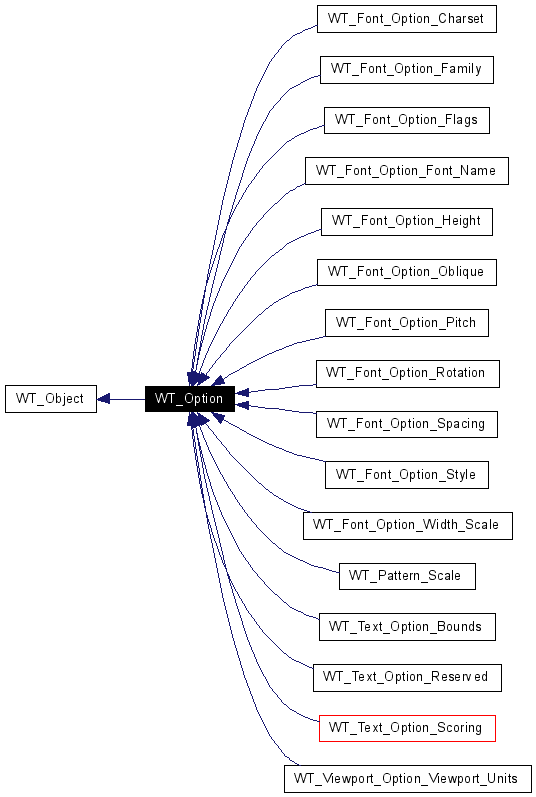 WT_Font_Option_Charset
WT_Font_Option_Family
WT_Font_Option_Flags
WT_Font_Option_Font_Name
WT_Font_Option_Height
WT_Font_Option_Oblique
WT_Font_Option_Pitch
WT_Font_Option_Rotation
WT_Object
WT_Option
WT_Font_Option_Spacing
WT_Font_Option_Style
WT_Font_Option_Width_Scale
WT_Pattern_Scale
WT_Text_Option_Bounds
WT_Text_Option_Reserved
WT_Text_Option_Scoring
WT_Viewport_Option_Viewport_Units